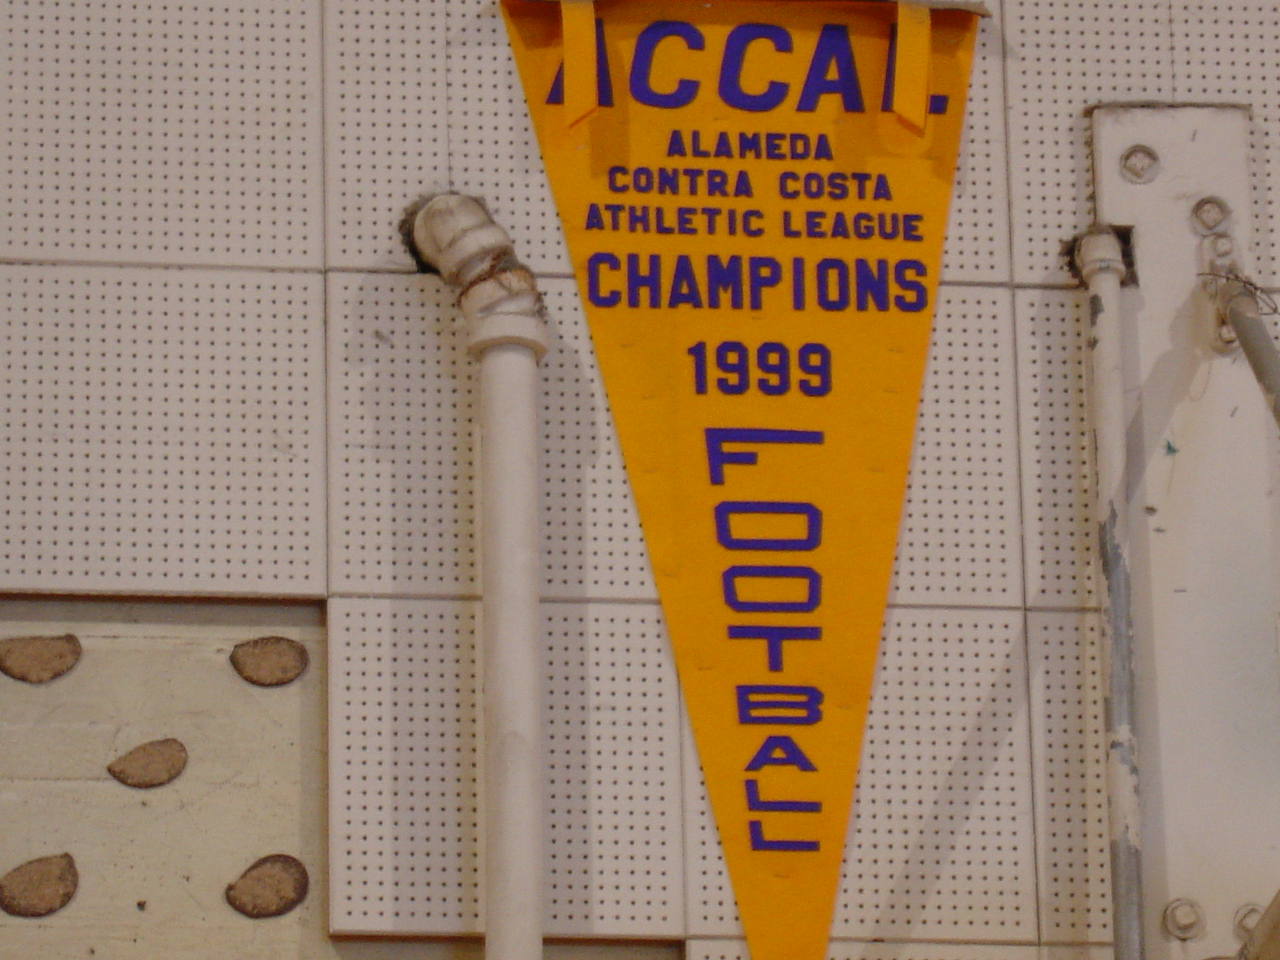 ACCAL
ALAMEDA
CONTRA COSTA
ATHLETIC LEAGUE
CHAMPIONS
1999
FOOTBALL